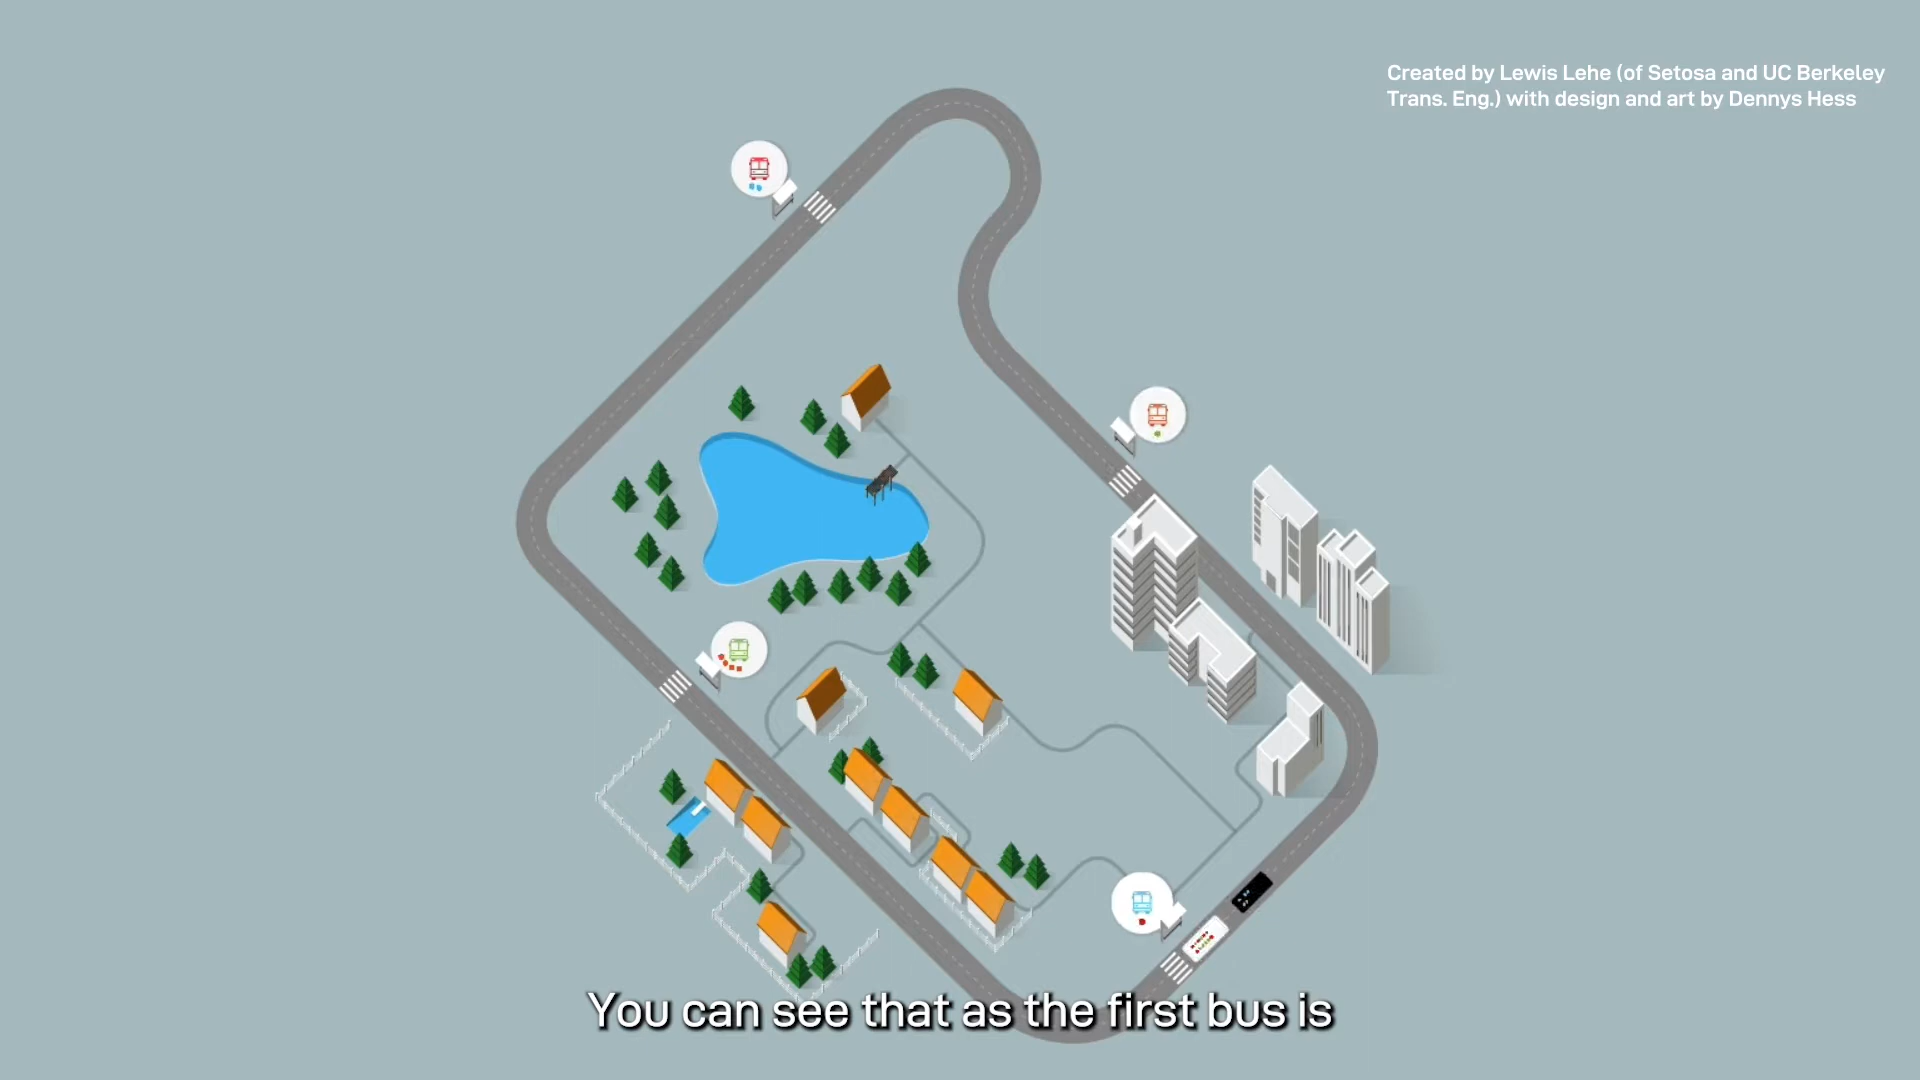 Created by Lewis Lehe (of Setosa and UC Berkeley
Trans. Eng.) with design and art by Dennys Hess
You can see that as the first bus is